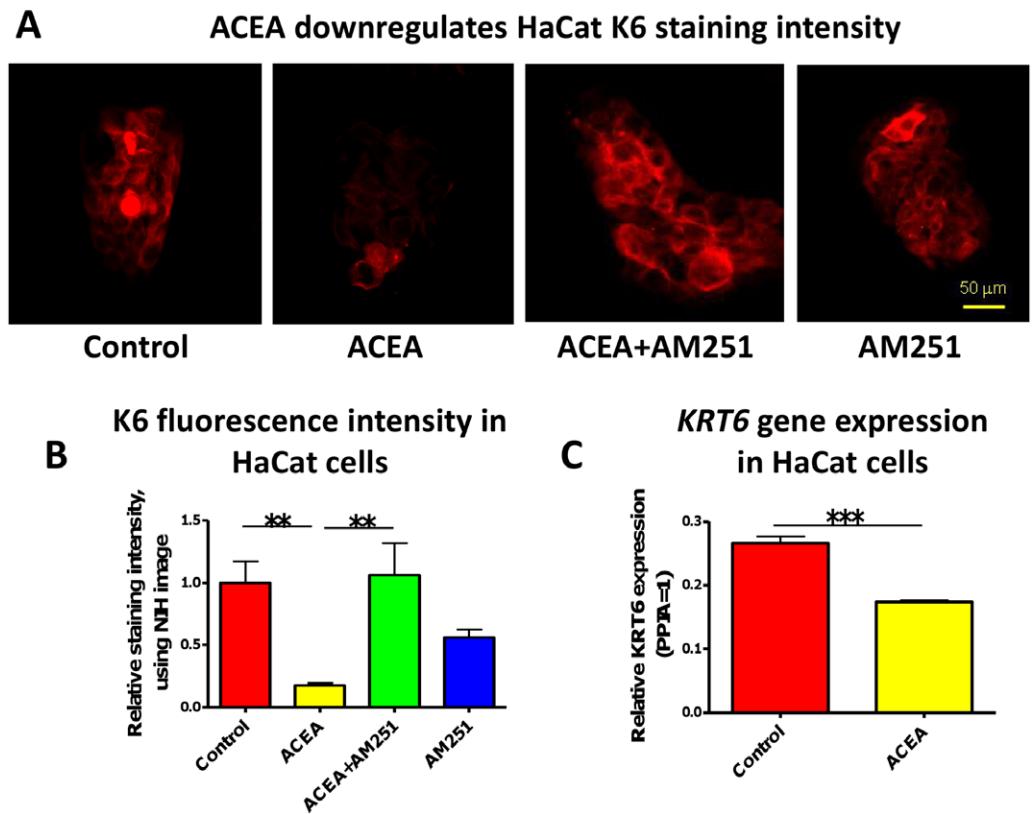 A
ACEA downregulates HaCat K6 staining intensity
50 µm
Control
ACEA
ACEA+AM251
AM251
B
K6 fluorescence intensity in
HaCat cells
Relative staining intensity,
using NIH image
1.5
1.0
0.5
0.0
**
**
Control
ACEA
ACEA+AM251
AM251
C
KRT6 gene expression
in HaCat cells
Relative KRT6 expression
(PPIA=1)
0.3
0.2
0.1
0.0
***
Control
ACEA